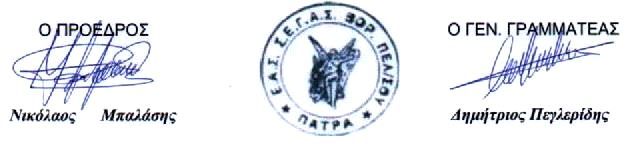 Ο ΠΡΟΕΔΡΟΣ
Νικόλαος Μπαλάσης
Ε.Α.Σ. Σ.Ε.Γ.Α.Σ. ΒΟΡ. ΠΕΛ/ΣΟΥ
ΠΑΤΡΑ
Ο ΓΕΝ. ΓΡΑΜΜΑΤΕΑΣ
Δημήτριος Πεγλερίδης